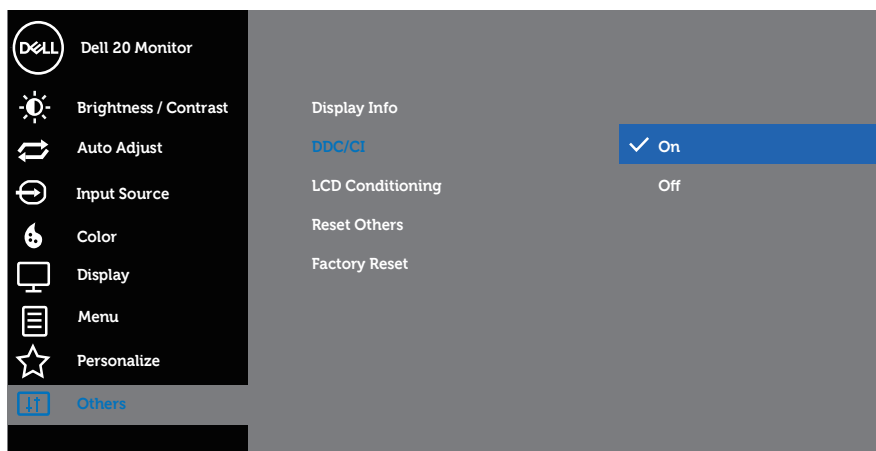 DELL
Dell 20 Monitor
Brightness / Contrast
Auto Adjust
Input Source
Color
Display
Menu
Personalize
Others
Display Info
DDC/CI
LCD Conditioning
Reset Others
Factory Reset
On
Off